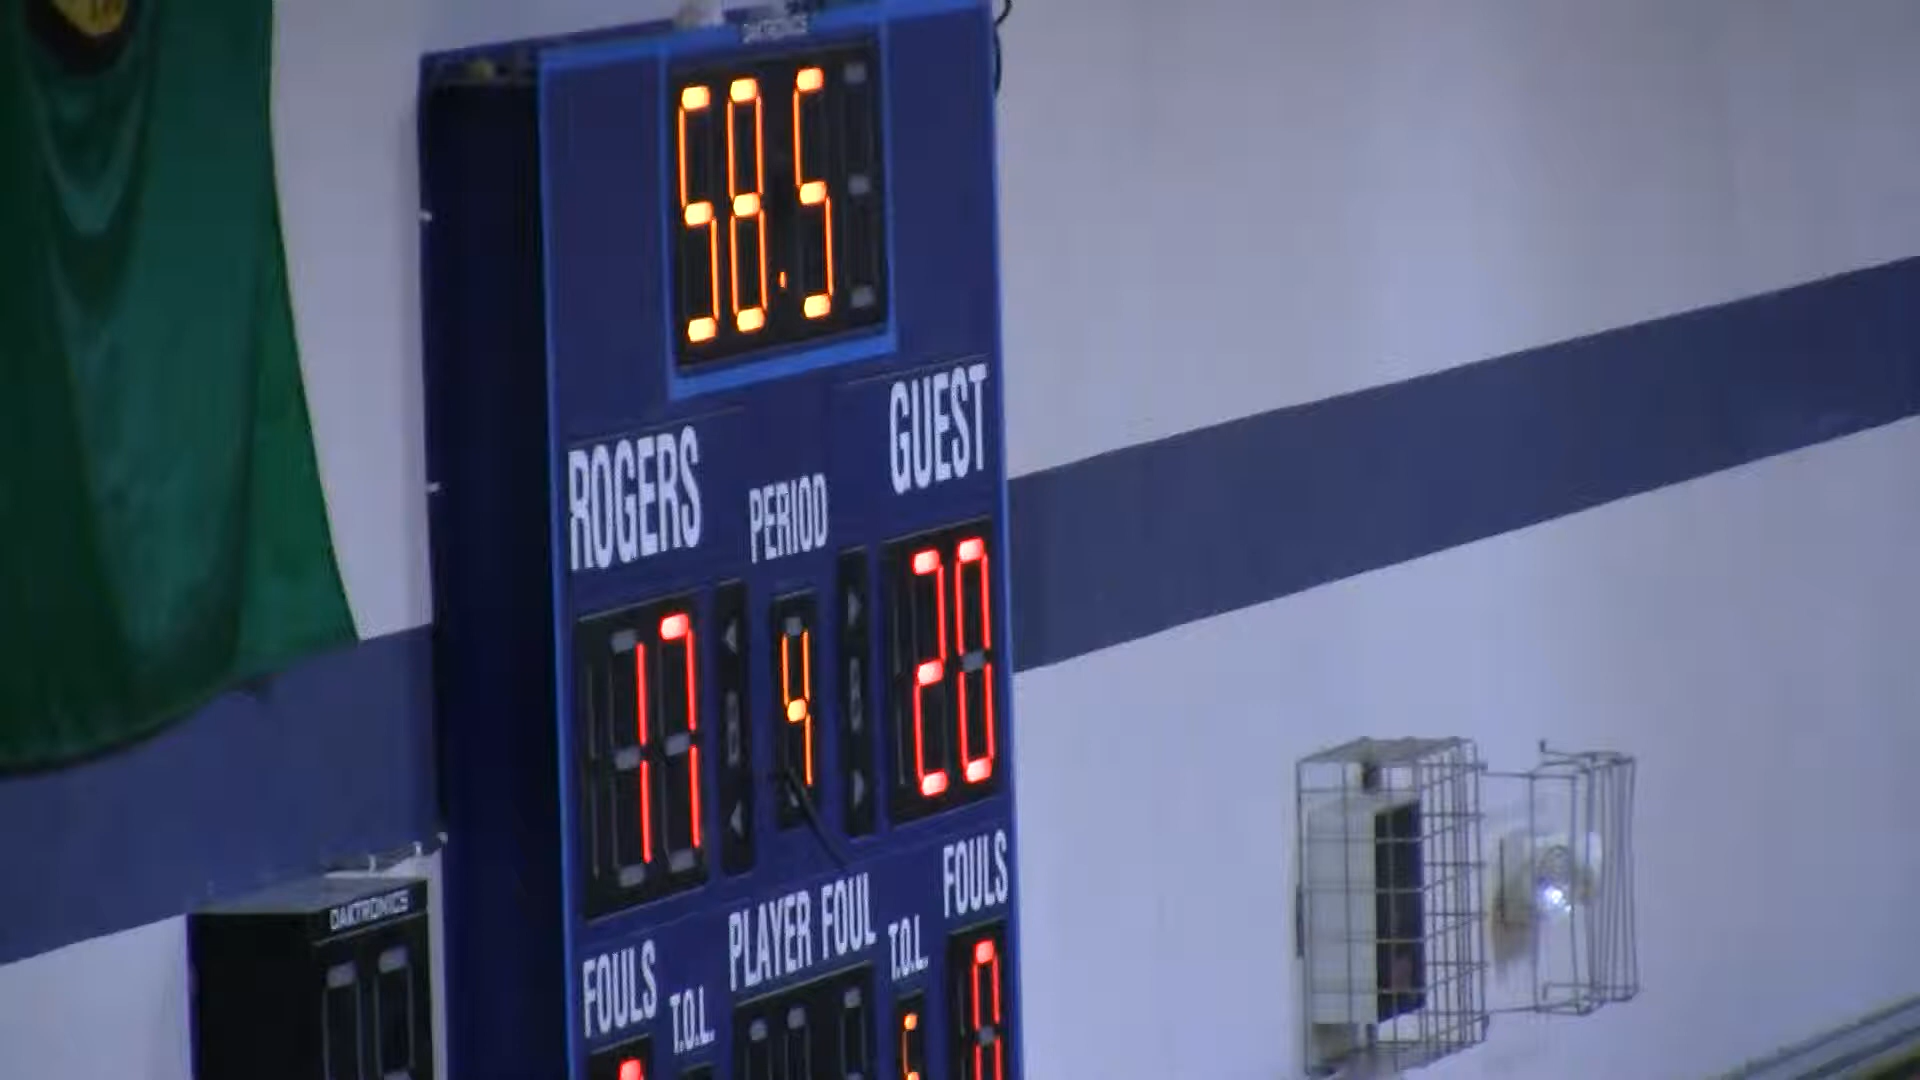 DAKTRONICS
58.5
GUEST
ROGERS
PERIOD
17 4 20
PLAYER FOUL
FOULS
T.O.L.
FOULS
T.O.L.
DAKTRONICS